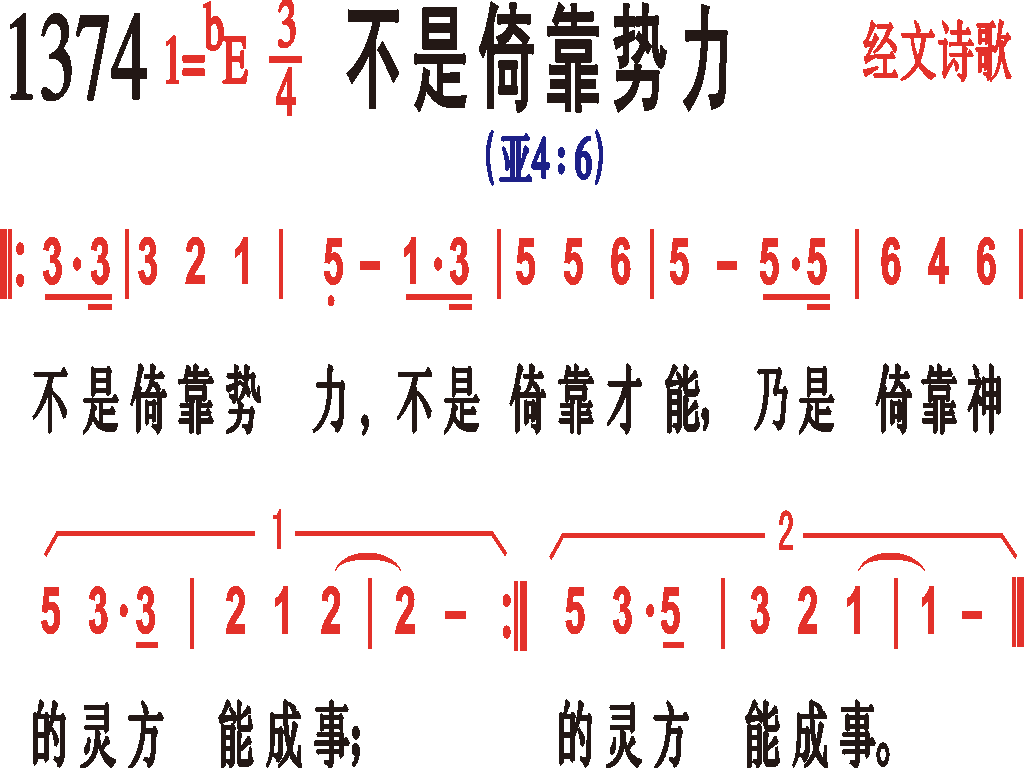 1374 1=bE 3/4 不是倚靠势力 经文诗歌
(亚4:6)
‖: 3·3 | 3 2 1 | 5 – 1·3 | 5 5 6 | 5 – 5·5 | 6 4 6 |
不是倚靠势 力，不是 倚靠才能，乃是 倚靠神
1 2
5 3·3 | 2 1 2 | 2 – :‖ 5 3·5 | 3 2 1 | 1 – ‖
的灵方 能成事； 的灵方 能成事。